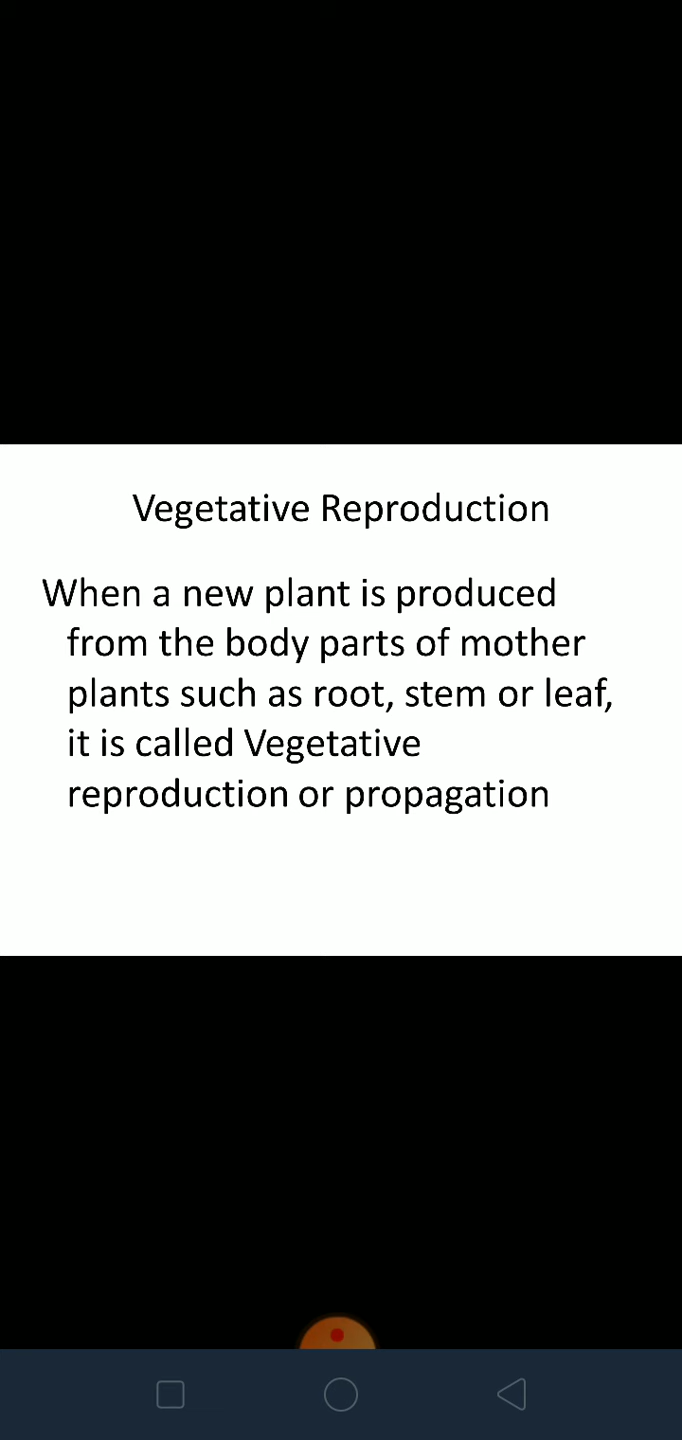 Vegetative Reproduction
When a new plant is produced
from the body parts of mother
plants such as root, stem or leaf,
it is called Vegetative
reproduction or propagation